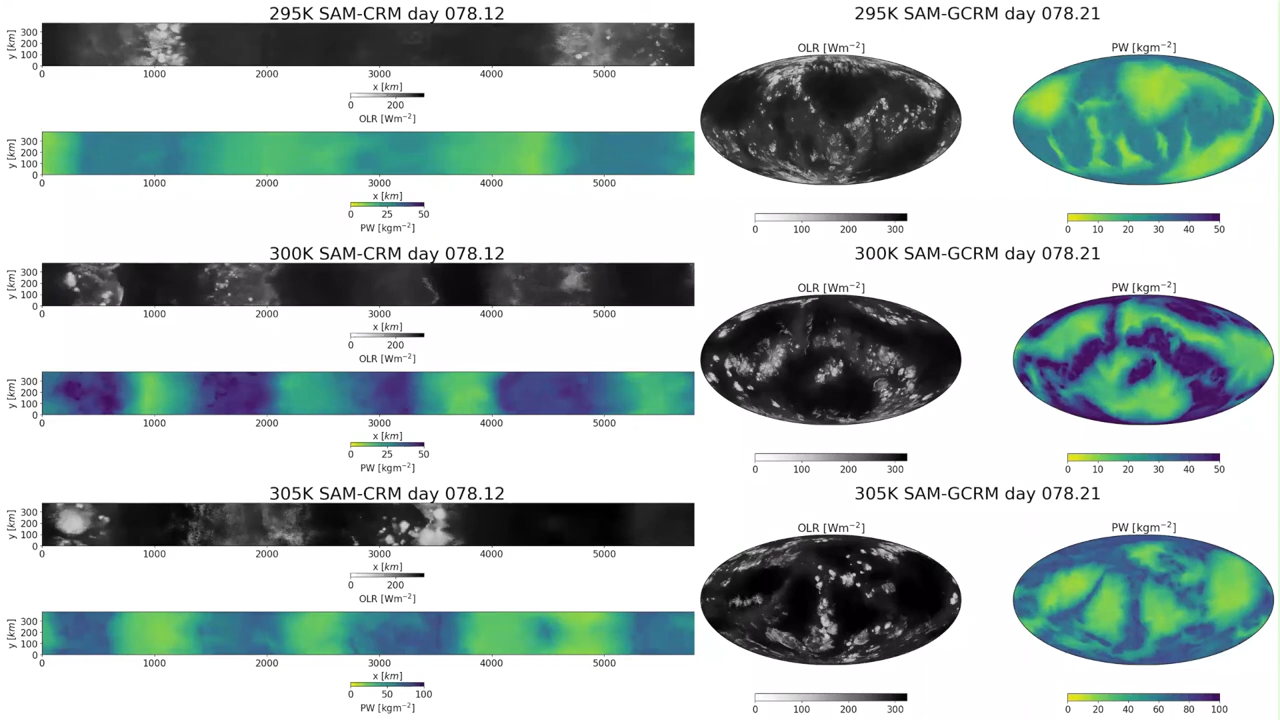 295K SAM-CRM day 078.12
y [km]
300
200
100
0
0 1000 2000 3000 4000 5000
x [km]
0 200
OLR [Wm−2]
y [km]
300
200
100
0
0 1000 2000 3000 4000 5000
x [km]
0 25 50
PW [kgm−2]
295K SAM-GCRM day 078.21
OLR [Wm−2] PW [kgm−2]
0 100 200 300 0 10 20 30 40 50
300K SAM-CRM day 078.12
y [km]
300
200
100
0
0 1000 2000 3000 4000 5000
x [km]
0 200
OLR [Wm−2]
y [km]
300
200
100
0
0 1000 2000 3000 4000 5000
x [km]
0 25 50
PW [kgm−2]
300K SAM-GCRM day 078.21
OLR [Wm−2] PW [kgm−2]
0 100 200 300 0 10 20 30 40 50
305K SAM-CRM day 078.12
y [km]
300
200
100
0
0 1000 2000 3000 4000 5000
x [km]
0 200
OLR [Wm−2]
y [km]
300
200
100
0
0 1000 2000 3000 4000 5000
x [km]
0 50 100
PW [kgm−2]
305K SAM-GCRM day 078.21
OLR [Wm−2] PW [kgm−2]
0 100 200 300 0 20 40 60 80 100